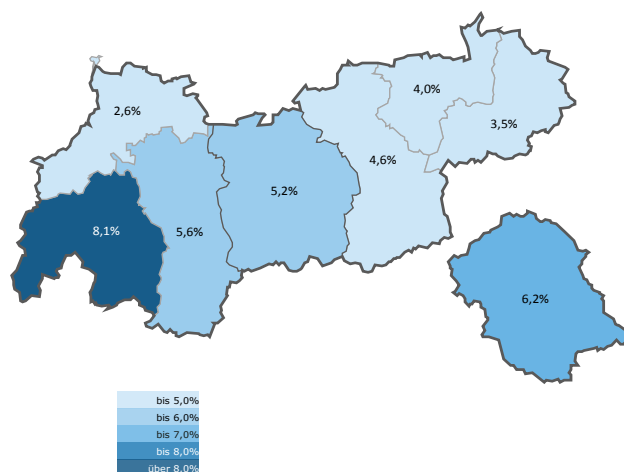 2,6%
4,0%
3,5%
4,6%
5,2%
8,1%
5,6%
6,2%
bis 5,0%
bis 6,0%
bis 7,0%
bis 8,0%
über 8,0%